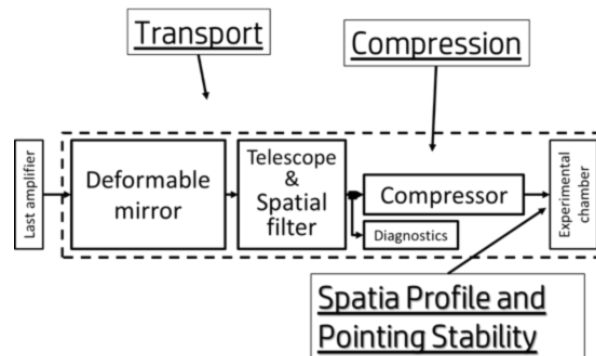 Transport
Compression
Last amplifier
Deformable
mirror
Telescope
&
Spatial
filter
Compressor
Diagnostics
Experimental
chamber
Spatia Profile and
Pointing Stability